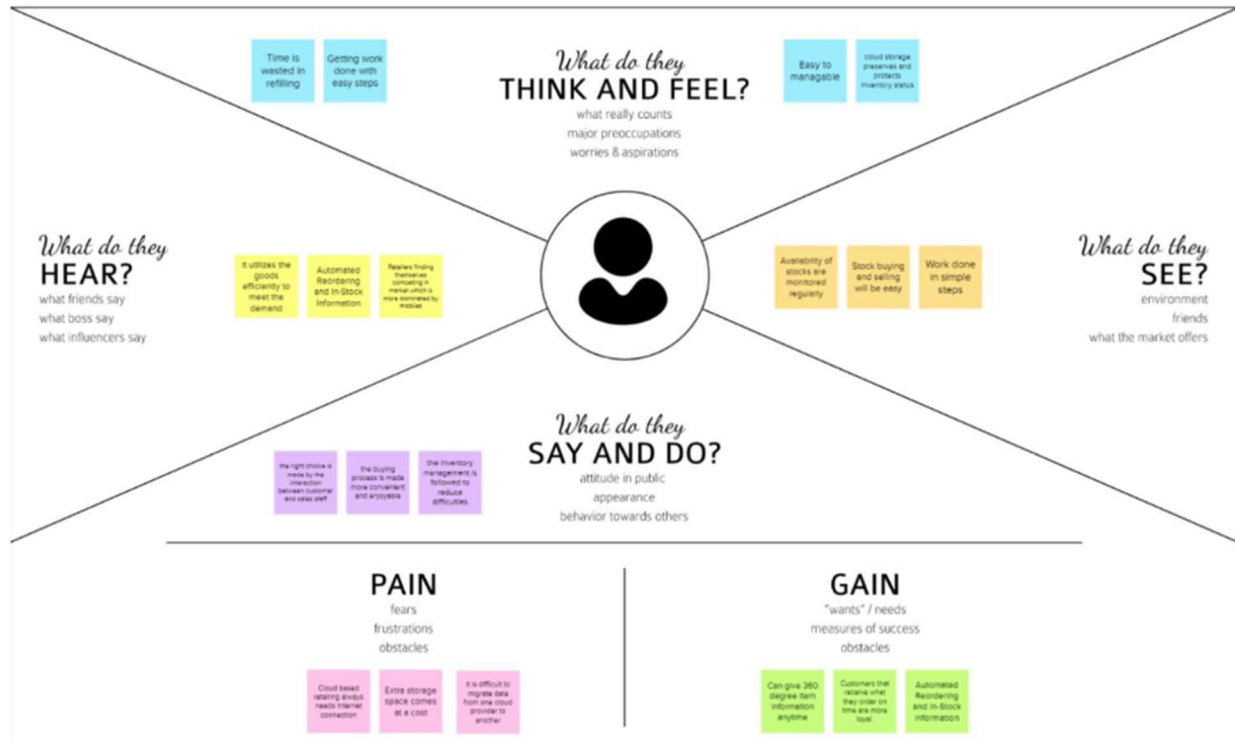 Time is
wasted in
refilling
Getting work
done with
easy steps
What do they
THINK AND FEEL?
what really counts
major preoccupations
worries & aspirations
Easy to
managable
cloud storage
preserves and
protects
inventory status
What do they
HEAR?
what friends say
what boss say
what influencers say
It utilizes the
goods
efficiently to
meet the
demand
Automated
Reordering
and In-Stock
Information
Retailers finding
themselves
competing in
market which is
more dominated by
mobiles
Availability of
stocks are
monitored
regularly
Stock buying
and selling
will be easy
Work done
in simple
steps
What do they
SEE?
environment
friends
what the market offers
What do they
SAY AND DO?
attitude in public
appearance
behavior towards others
the right choice is
made by the
interaction
between customer
and sales staff
the buying
process is made
more convenient
and enjoyable
the inventory
management is
followed to
reduce
difficulties
PAIN
fears
frustrations
obstacles
Cloud based
retailing always
needs internet
connection
Extra storage
space comes
at a cost
It is difficult to
migrate data
from one cloud
provider to
another
GAIN
"wants" / needs
measures of success
obstacles
Can give 360
degree item
information
anytime
Customers that
receive what
they order on
time are more
loyal.
Automated
Reordering
and In-Stock
Information